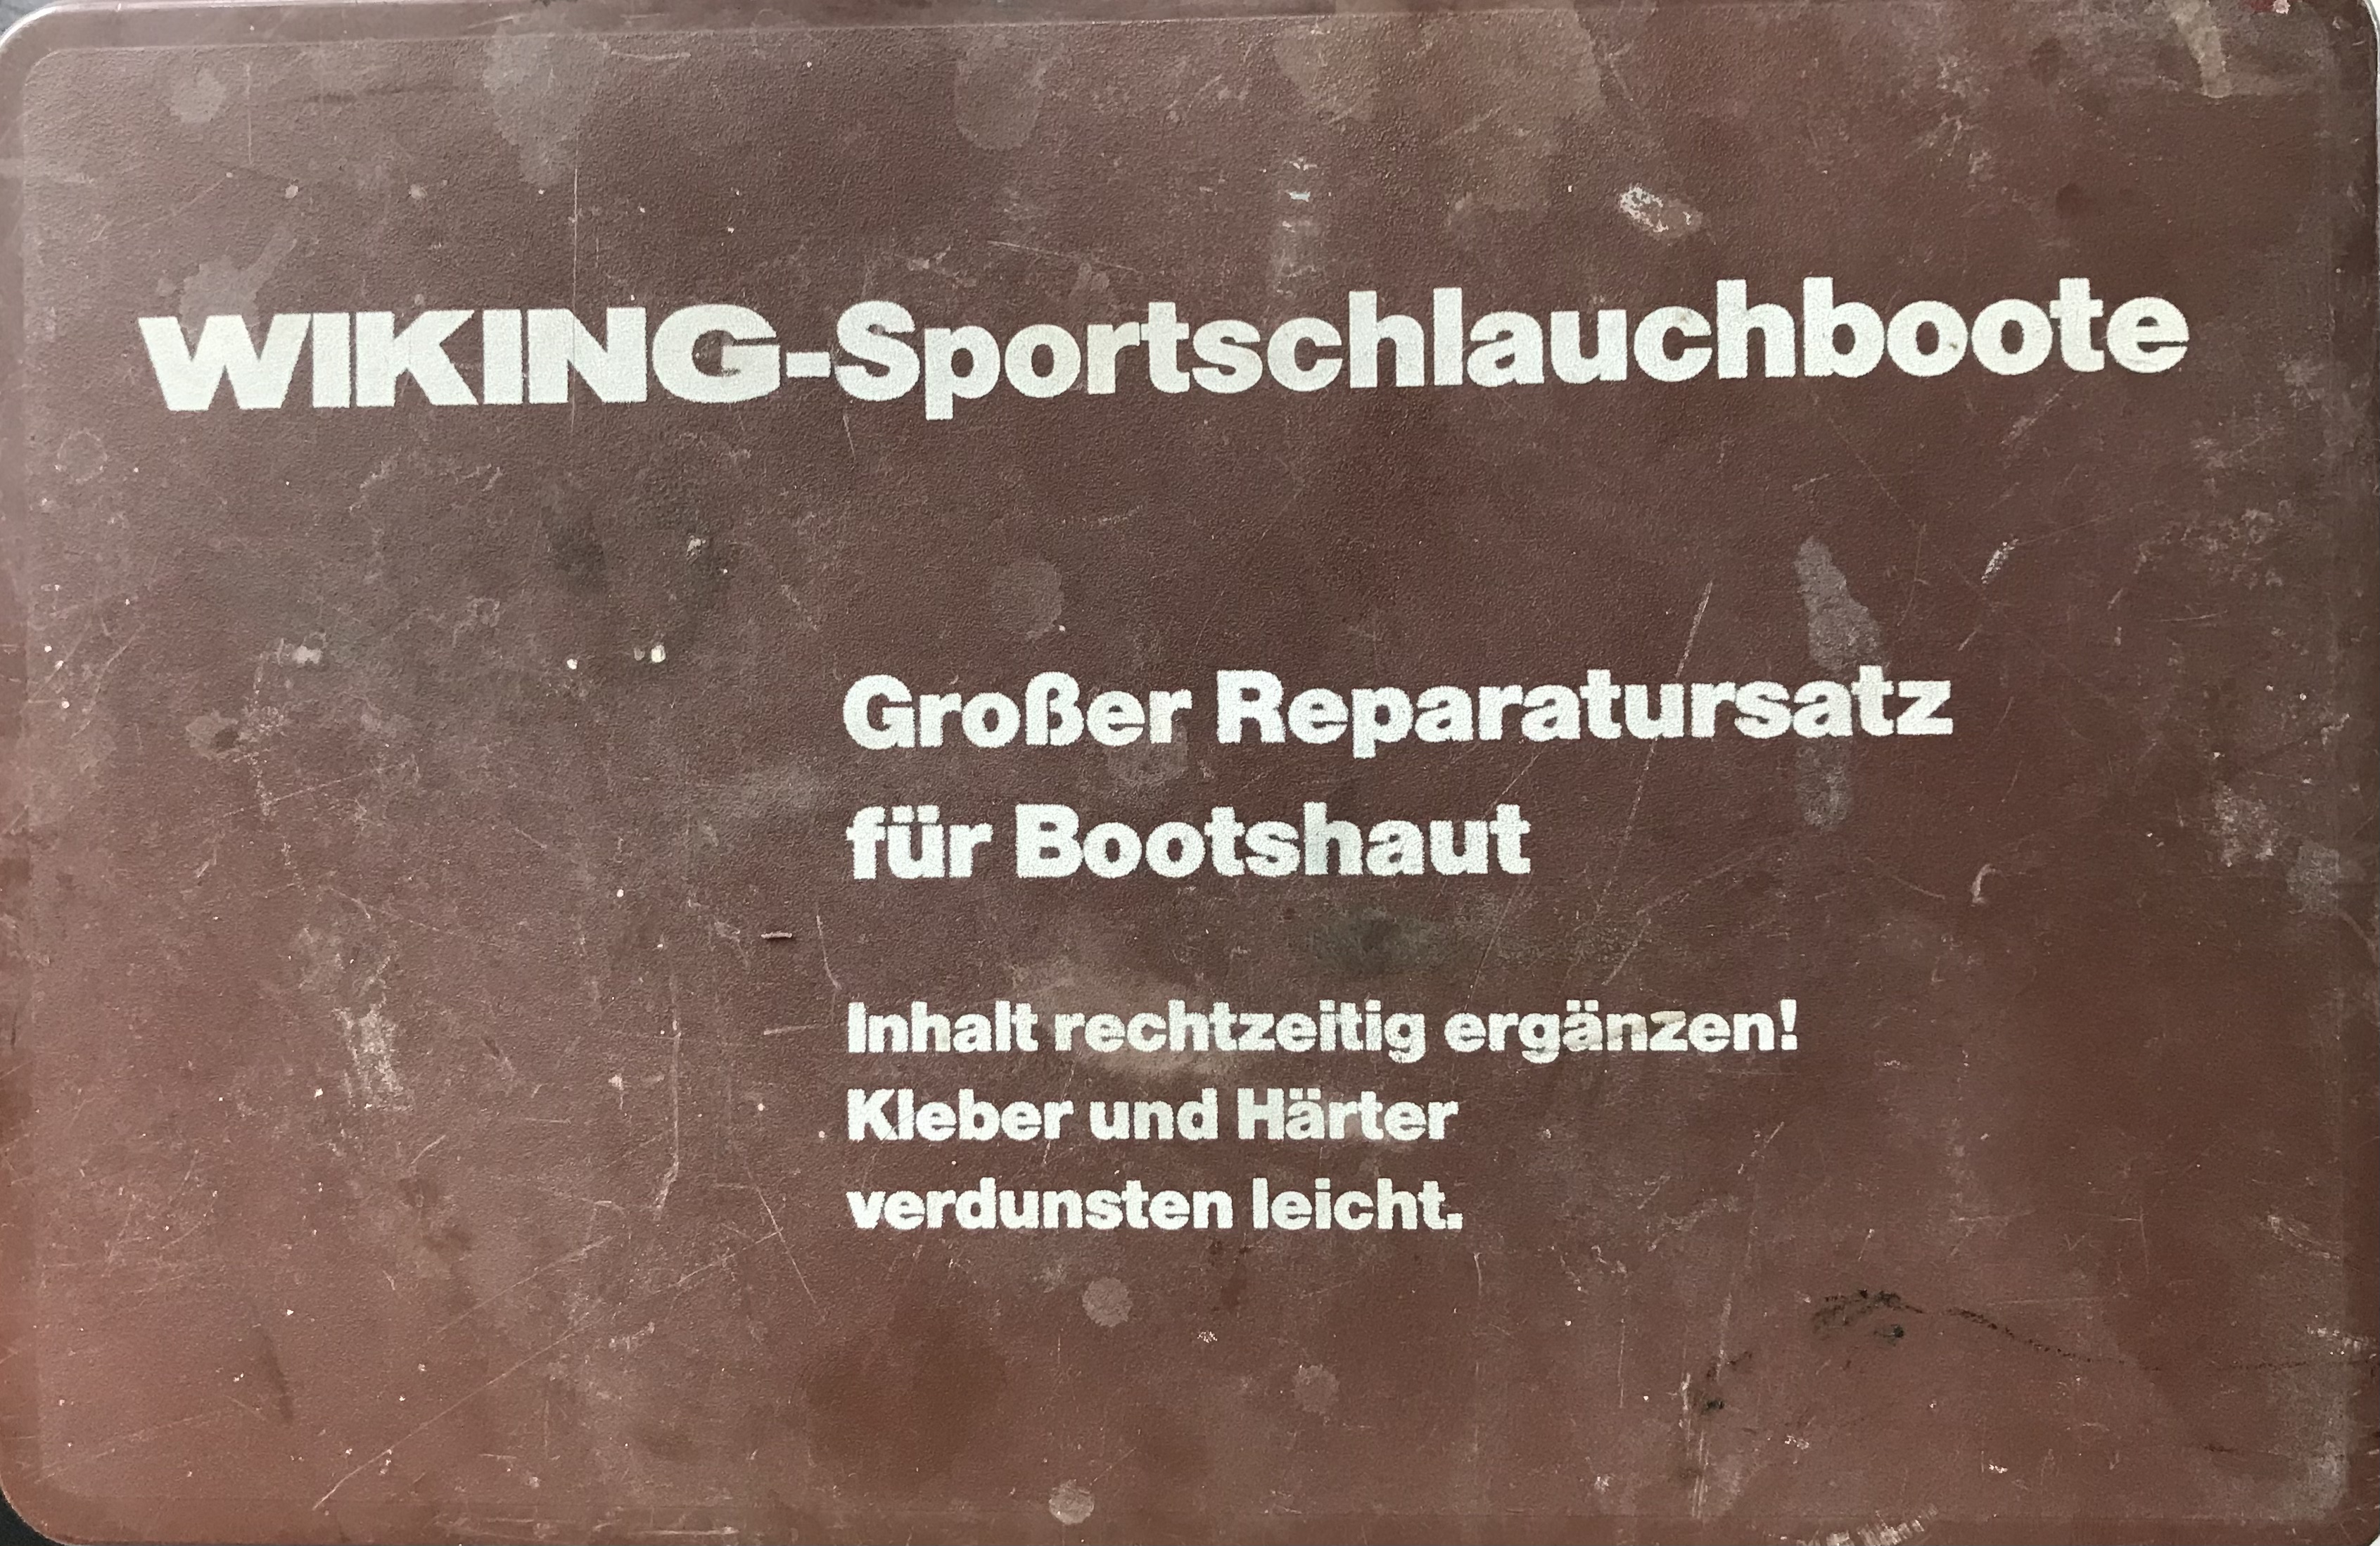 WIKING-Sportschlauchboote
Großer Reparatursatz
für Bootshaut
Inhalt rechtzeitig ergänzen!
Kleber und Härter
verdunsten leicht.